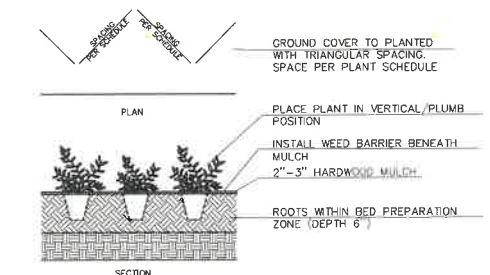 SPACING
PER SCHEDULE
SPACING
PER SCHEDULE
GROUND COVER TO PLANTED
WITH TRIANGULAR SPACING.
SPACE PER PLANT SCHEDULE
PLAN
PLACE PLANT IN VERTICAL/PLUMB
POSITION
INSTALL WEED BARRIER BENEATH
MULCH
2"-3" HARDWOOD MULCH
ROOTS WITHIN BED PREPARATION
ZONE (DEPTH 6")
SECTION